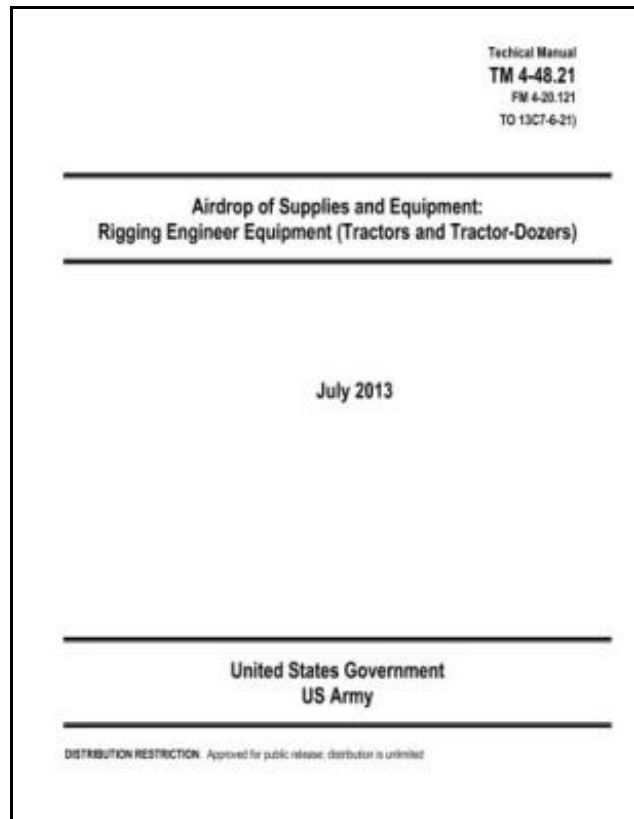 Techical Manual
TM 4-48.21
FM 4-20.121
TO 13C7-6-21)
Airdrop of Supplies and Equipment:
Rigging Engineer Equipment (Tractors and Tractor-Dozers)
July 2013
United States Government
US Army
DISTRIBUTION RESTRICTION: Approved for public release; distribution is unlimited